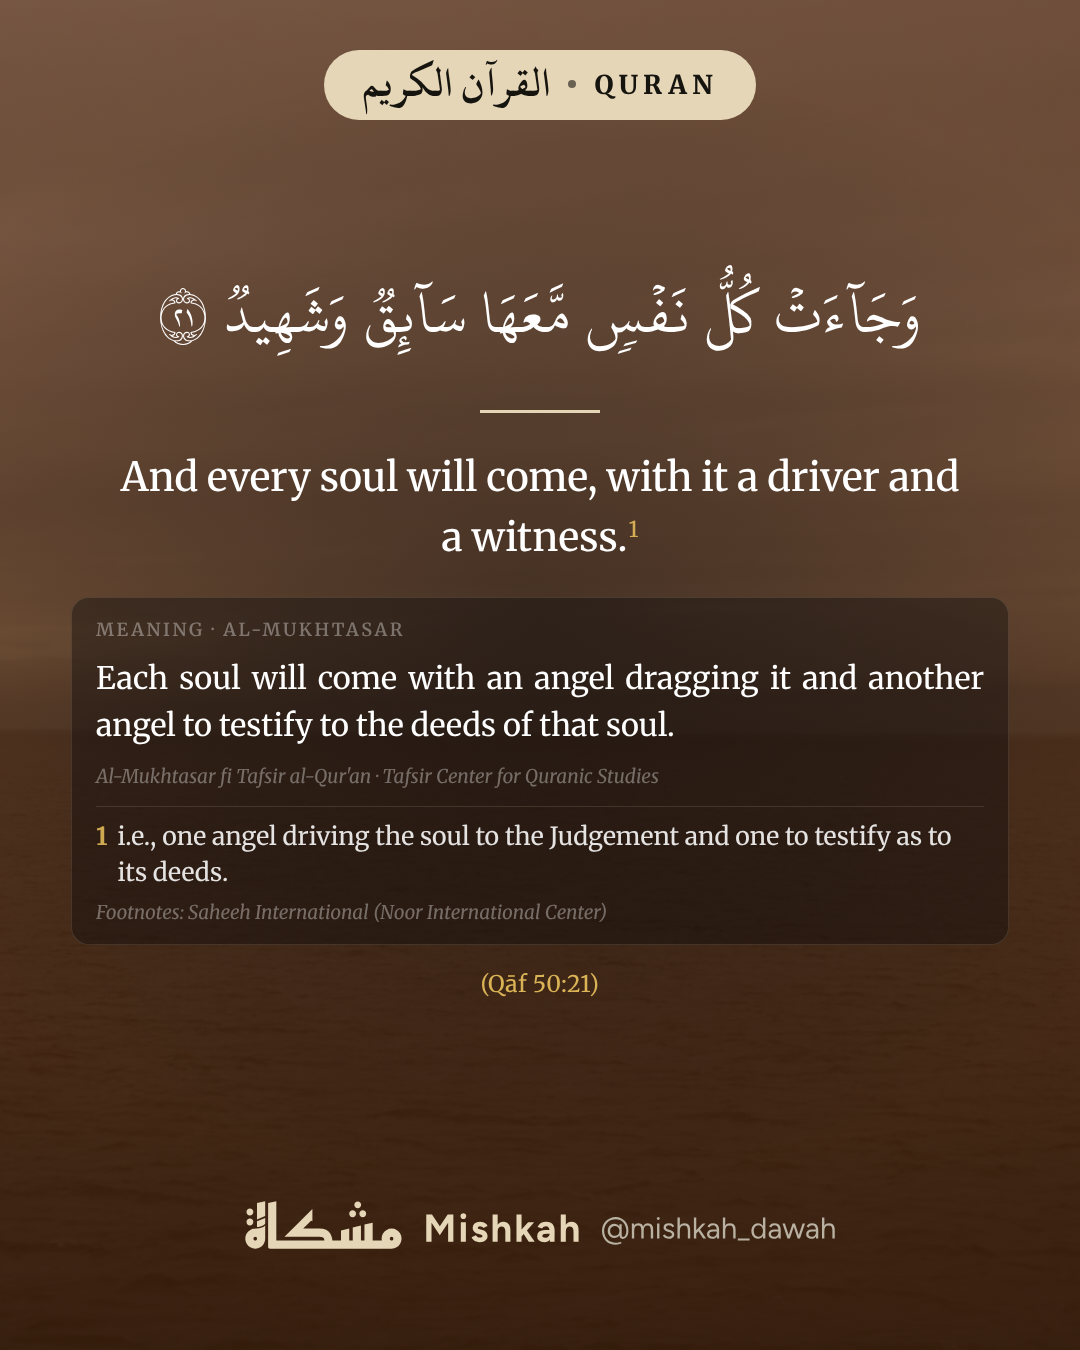 القرآن الكريم • QURAN
وَجَآءَتۡ كُلُّ نَفۡسٖ مَّعَهَا سَآئِقٞ وَشَهِيدٞ ٢١
And every soul will come, with it a driver and
a witness.1
MEANING · AL-MUKHTASAR
Each soul will come with an angel dragging it and another
angel to testify to the deeds of that soul.
Al-Mukhtasar fi Tafsir al-Qur'an · Tafsir Center for Quranic Studies
1 i.e., one angel driving the soul to the Judgement and one to testify as to
its deeds.
Footnotes: Saheeh International (Noor International Center)
(Qāf 50:21)
مشكاة Mishkah @mishkah_dawah